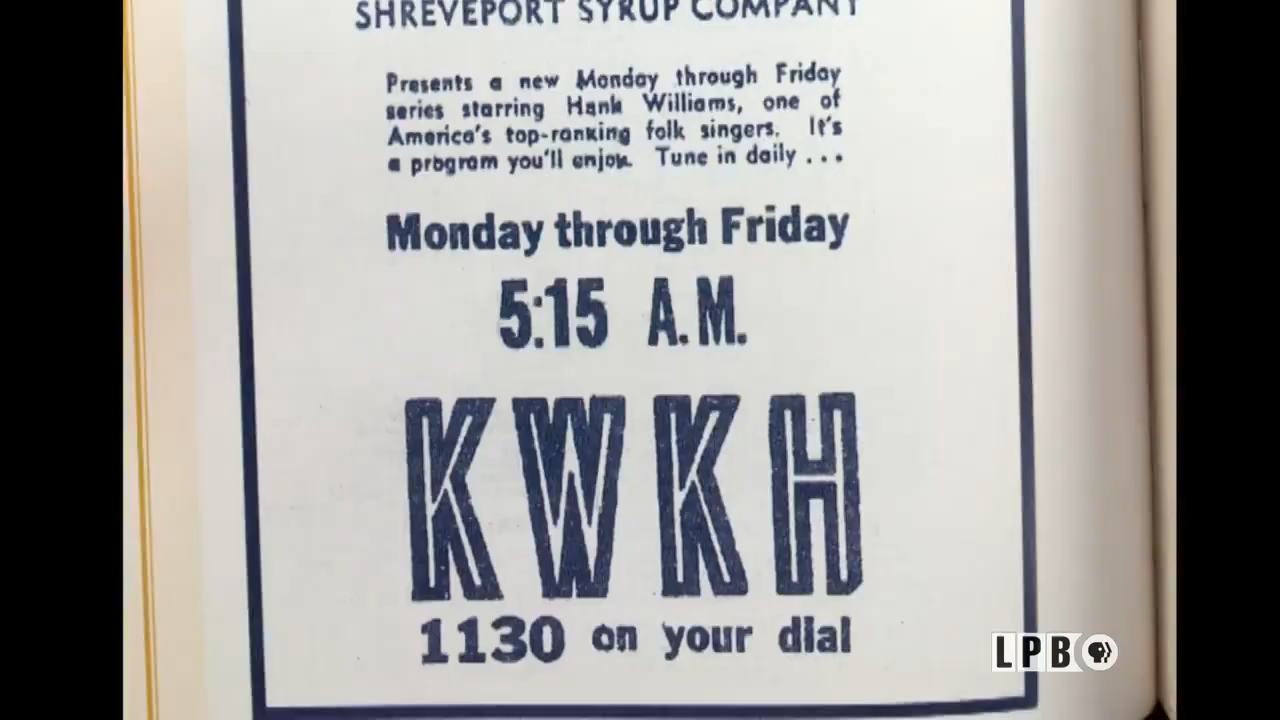 SHREVEPORT SYRUP COMPANY
Presents a new Monday through Friday
series starring Hank Williams, one of
America's top-ranking folk singers. It's
a program you'll enjoy. Tune in daily ...
Monday through Friday
5:15 A.M.
KWKH
1130 on your dial
LPB